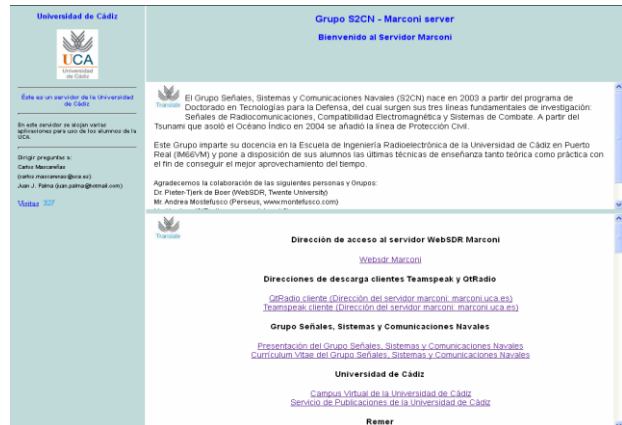 Universidad de Cádiz
UCA
Universidad
de Cádiz
Éste es un servidor de la Universidad
de Cádiz
En este servidor se alojan varias
aplicaciones para uso de los alumnos de la
UCA.
Dirigir preguntas a:
Carlos Mascareñas
(carlos.mascarenas@uca.es)
Juan J. Palma (juan.palma@hotmail.com)
Visitas 327
Grupo S2CN - Marconi server
Bienvenido al Servidor Marconi
Translate
El Grupo Señales, Sistemas y Comunicaciones Navales (S2CN) nace en 2003 a partir del programa de
Doctorado en Tecnologías para la Defensa, del cual surgen sus tres líneas fundamentales de investigación:
Señales de Radiocomunicaciones, Compatibilidad Electromagnética y Sistemas de Combate. A partir del
Tsunami que asoló el Océano Índico en 2004 se añadió la línea de Protección Civil.
Este Grupo imparte su docencia en la Escuela de Ingeniería Radioelectrónica de la Universidad de Cádiz en Puerto
Real (IM66VM) y pone a disposición de sus alumnos las últimas técnicas de enseñanza tanto teórica como práctica con
el fin de conseguir el mejor aprovechamiento del tiempo.
Agradecemos la colaboración de las siguientes personas y Grupos:
Dr. Pieter-Tjerk de Boer (WebSDR, Twente University)
Mr. Andrea Mostefusco (Perseus, www.montefusco.com)
Translate
Dirección de acceso al servidor WebSDR Marconi
Websdr Marconi
Direcciones de descarga clientes Teamspeak y QtRadio
QtRadio cliente (Dirección del servidor marconi: marconi.uca.es)
Teamspeak cliente (Dirección del servidor marconi: marconi.uca.es)
Grupo Señales, Sistemas y Comunicaciones Navales
Presentación del Grupo Señales, Sistemas y Comunicaciones Navales
Currículum Vitae del Grupo Señales, Sistemas y Comunicaciones Navales
Universidad de Cádiz
Campus Virtual de la Universidad de Cádiz
Servicio de Publicaciones de la Universidad de Cádiz
Remer